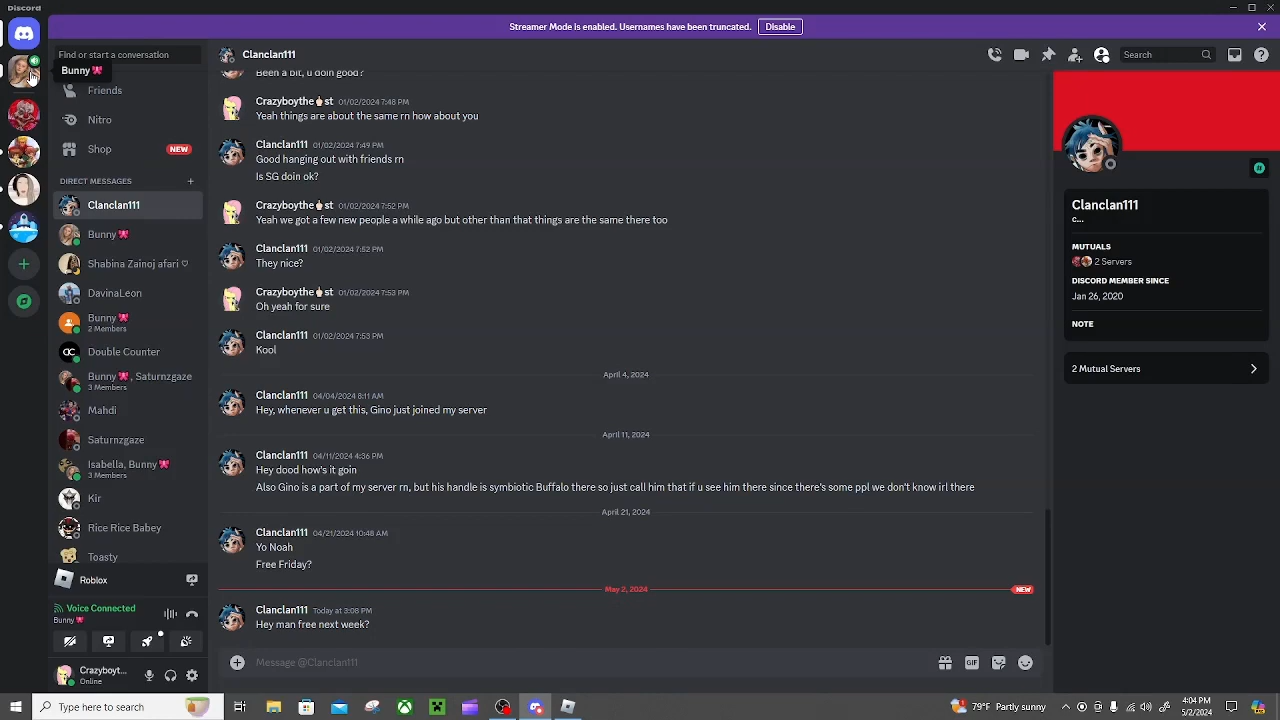 Discord
Streamer Mode is enabled. Usernames have been truncated.
Disable
Find or start a conversation
Bunny🎀
Friends
Nitro
Shop
NEW
DIRECT MESSAGES
Clanclan111
Bunny🎀
Shabina Zainoj afari♡
DavinaLeon
Bunny🎀
2 Members
Double Counter
Bunny🎀, Saturnzgaze
3 Members
Mahdi
Saturnzgaze
Isabella, Bunny🎀
3 Members
Kir
Rice Rice Babey
Toasty
Roblox
Voice Connected
Bunny🎀
Crazyboyt...
Online
Clanclan111
Search
Been a bit, u doin good?
Crazyboythe🖕🏻st 01/02/2024 7:48 PM
Yeah things are about the same rn how about you
Clanclan111 01/02/2024 7:49 PM
Good hanging out with friends rn
Is SG doin ok?
Crazyboythe🖕🏻st 01/02/2024 7:52 PM
Yeah we got a few new people a while ago but other than that things are the same there too
Clanclan111 01/02/2024 7:52 PM
They nice?
Crazyboythe🖕🏻st 01/02/2024 7:53 PM
Oh yeah for sure
Clanclan111 01/02/2024 7:53 PM
Kool
April 4, 2024
Clanclan111 04/04/2024 8:11 AM
Hey, whenever u get this, Gino just joined my server
April 11, 2024
Clanclan111 04/11/2024 4:36 PM
Hey dood how's it goin
Also Gino is a part of my server rn, but his handle is symbiotic Buffalo there so just call him that if u see him there since there's some ppl we don't know irl there
April 21, 2024
Clanclan111 04/21/2024 10:48 AM
Yo Noah
Free Friday?
May 2, 2024
NEW
Clanclan111 Today at 3:08 PM
Hey man free next week?
Message @Clanclan111
GIF
Clanclan111
c...
MUTUALS
2 Servers
DISCORD MEMBER SINCE
Jan 26, 2020
NOTE
2 Mutual Servers
Type here to search
79°F Partly sunny
4:04 PM
5/2/2024